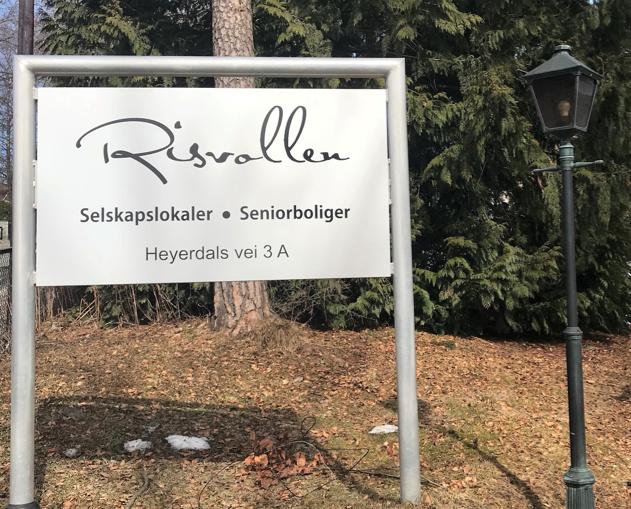 Risvollen
Selskapslokaler • Seniorboliger
Heyerdals vei 3 A